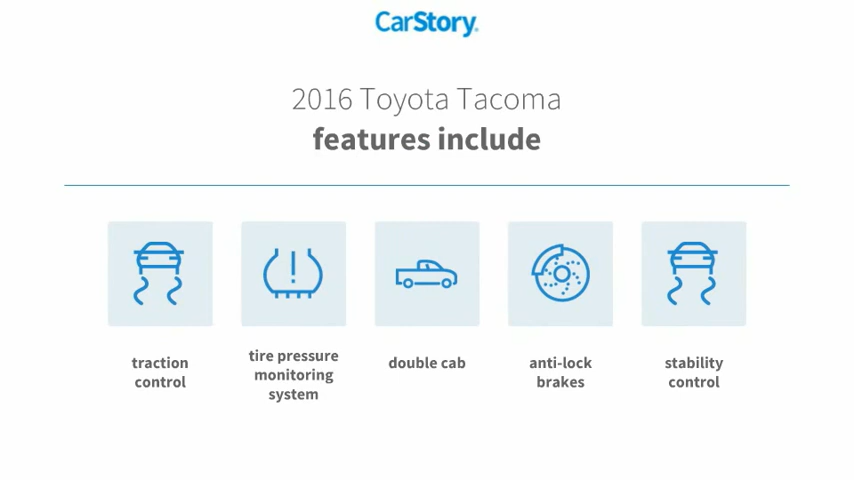 CarStory
2016 Toyota Tacoma
features include
traction
control
tire pressure
monitoring
system
double cab
anti-lock
brakes
stability
control